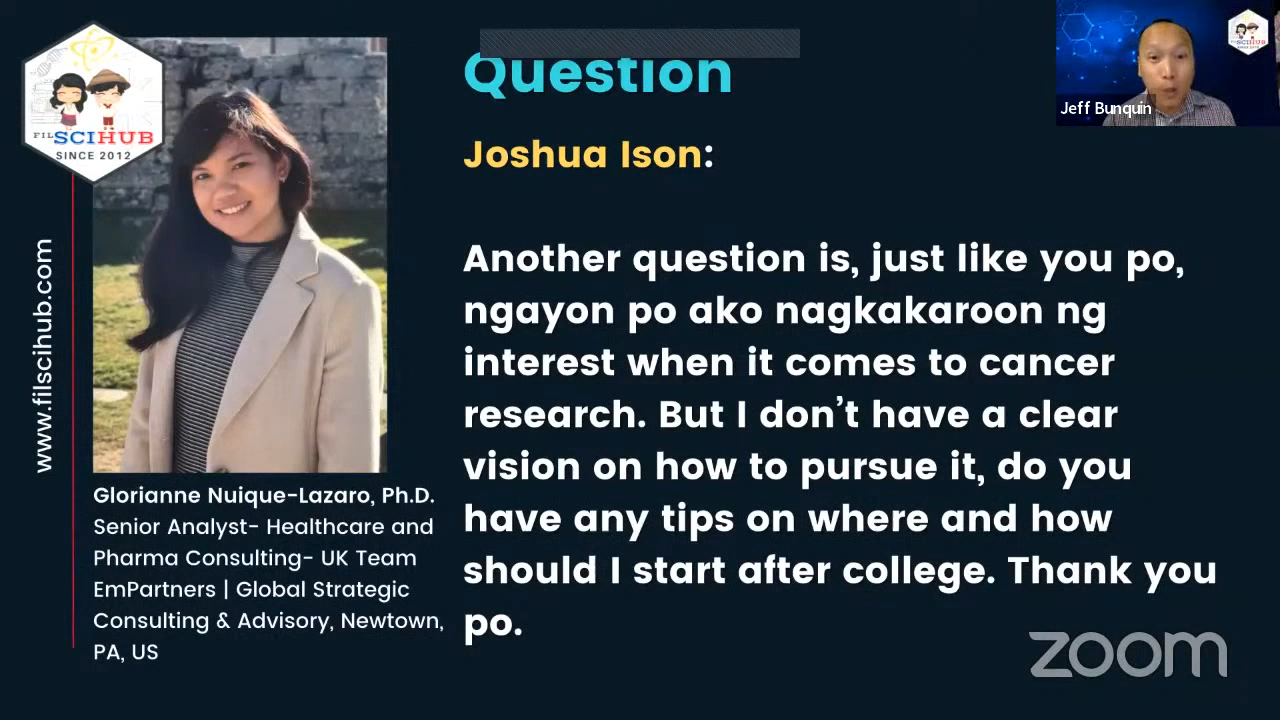 Question
Jeff Bunquin
Joshua Ison:
FILSCIHUB
SINCE 2012
www.filscihub.com
Another question is, just like you po,
ngayon po ako nagkakaroon ng
interest when it comes to cancer
research. But I don't have a clear
vision on how to pursue it, do you
have any tips on where and how
should I start after college. Thank you
po.
Glorianne Nuique-Lazaro, Ph.D.
Senior Analyst- Healthcare and
Pharma Consulting- UK Team
EmPartners | Global Strategic
Consulting & Advisory, Newtown,
PA, US
zoom